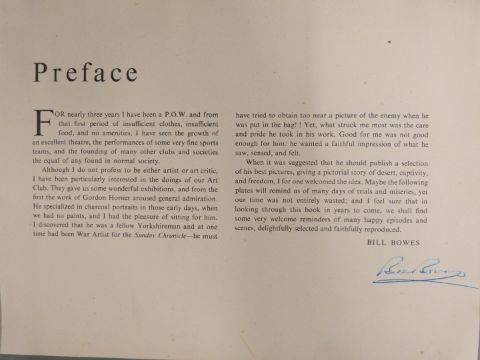 Preface
FOR nearly three years I have been a P.O.W. and from
that first period of insufficient clothes, insufficient
food, and no amenities, I have seen the growth of
an excellent theatre, the performances of some very fine sports
teams, and the founding of many other clubs and societies
the equal of any found in normal society.
Although I do not profess to be either artist or art critic,
I have been particularly interested in the doings of our Art
Club. They gave us some wonderful exhibitions, and from the
first the work of Gordon Horner aroused general admiration.
He specialized in charcoal portraits in those early days, when
we had no paints, and I had the pleasure of sitting for him.
I discovered that he was a fellow Yorkshireman and at one
time had been War Artist for the Sunday Chronicle—he must
have tried to obtain too near a picture of the enemy when he
was put in the bag! ! Yet, what struck me most was the care
and pride he took in his work. Good for me was not good
enough for him: he wanted a faithful impression of what he
saw, sensed, and felt.
When it was suggested that he should publish a selection
of his best pictures, giving a pictorial story of desert, captivity,
and freedom, I for one welcomed the idea. Maybe the following
plates will remind us of many days of trials and miseries, yet
our time was not entirely wasted; and I feel sure that in
looking through this book in years to come, we shall find
some very welcome reminders of many happy episodes and
scenes, delightfully selected and faithfully reproduced.
BILL BOWES
Bill Bowes